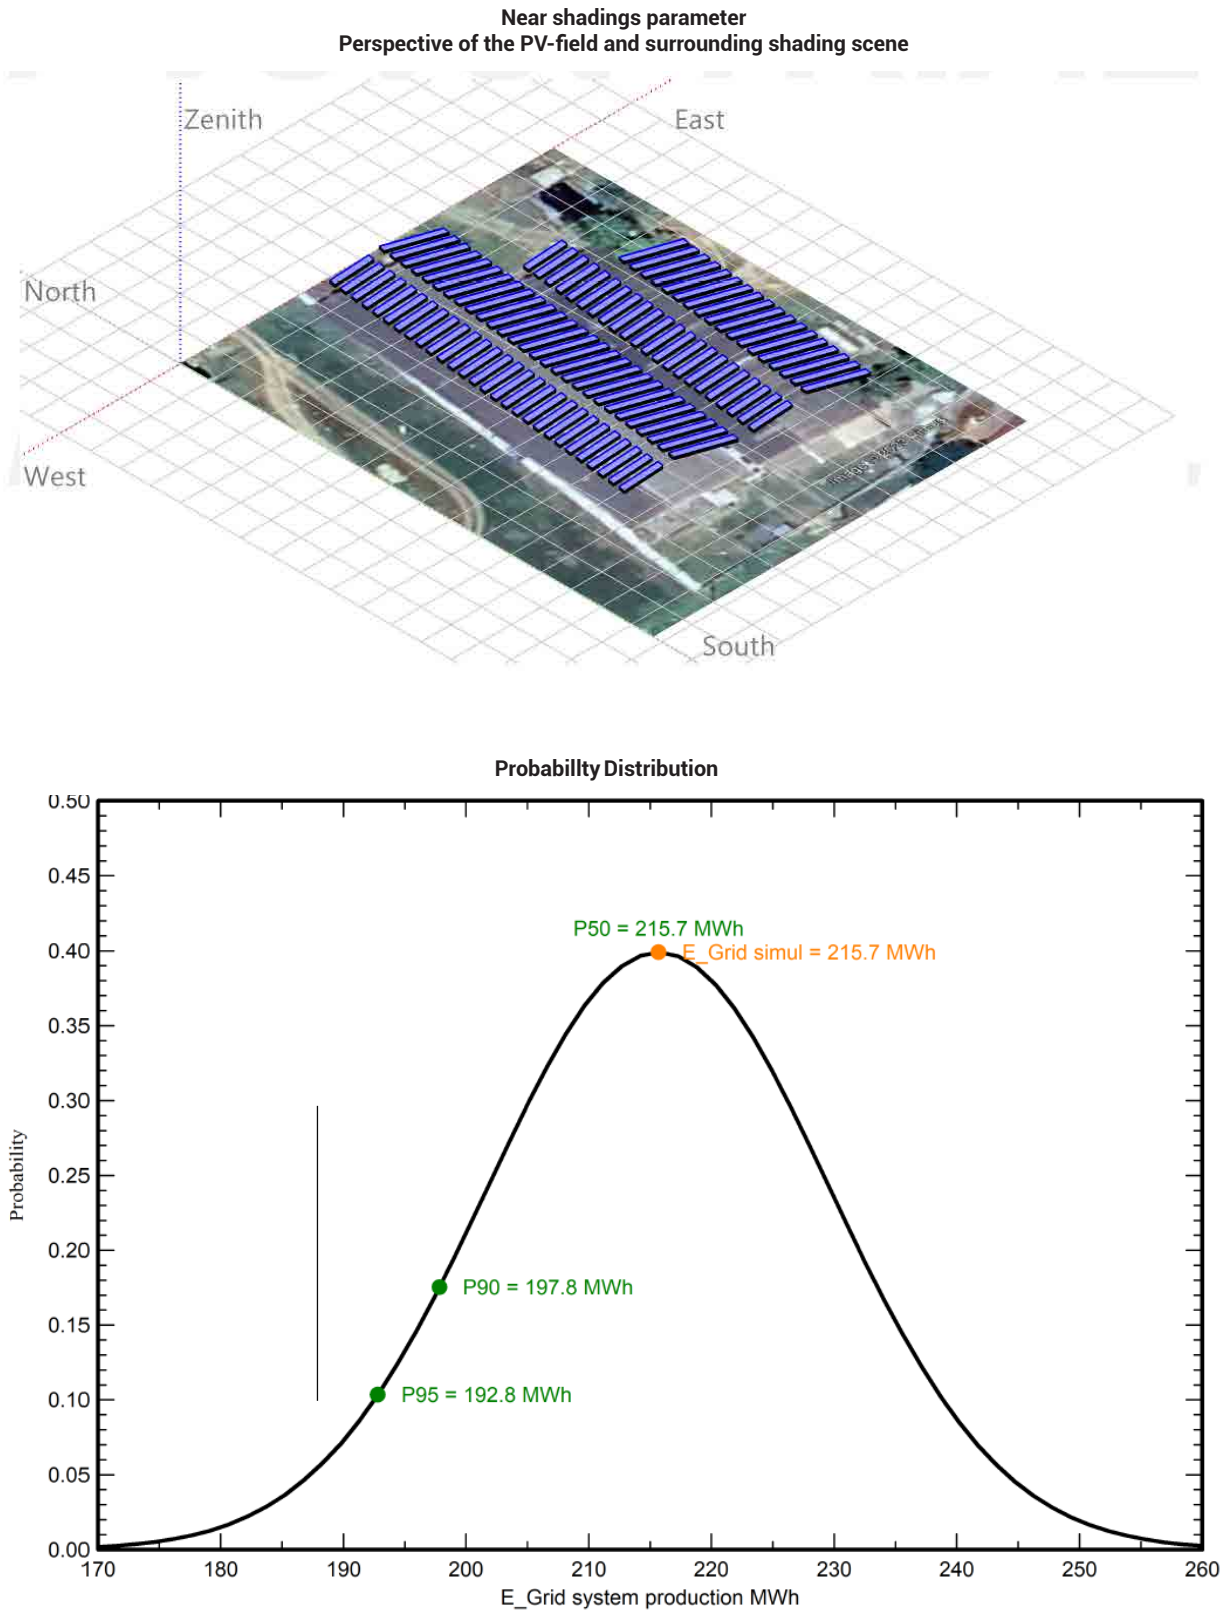 Near shadings parameter
Perspective of the PV-field and surrounding shading scene
Zenith
East
North
West
South
Probabillty Distribution
0.50
0.45
P50 = 215.7 MWh
0.40
E_Grid simul = 215.7 MWh
0.35
0.30
Probability
0.25
0.20
P90 = 197.8 MWh
0.15
P95 = 192.8 MWh
0.10
0.05
0.00
170 180 190 200 210 220 230 240 250 260
E_Grid system production MWh